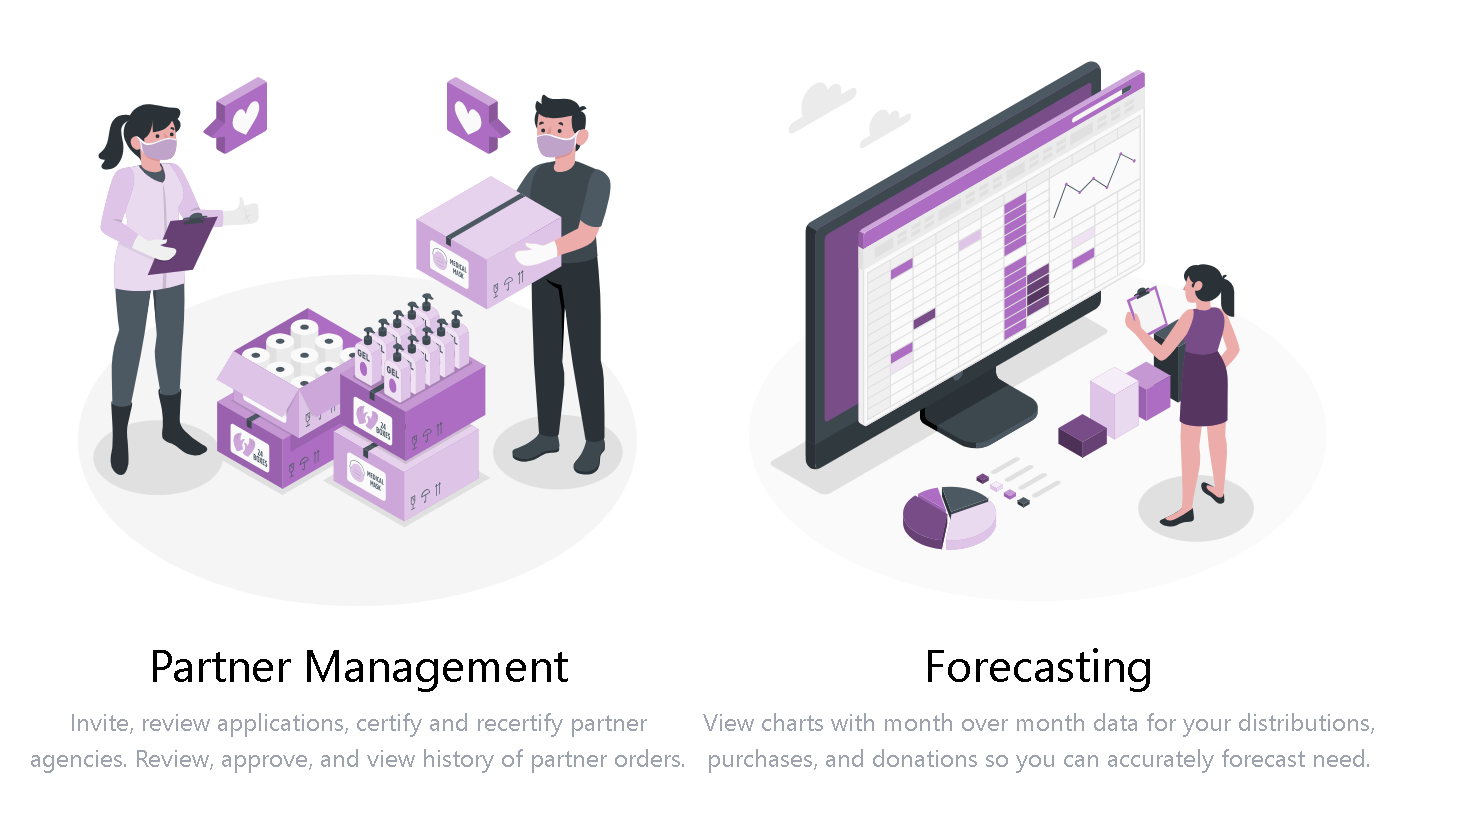 MEDICAL
MASK
GEL
GEL
24
BOXES
24
BOXES
MEDICAL
MASK
Partner Management
Invite, review applications, certify and recertify partner
agencies. Review, approve, and view history of partner orders.
Forecasting
View charts with month over month data for your distributions,
purchases, and donations so you can accurately forecast need.